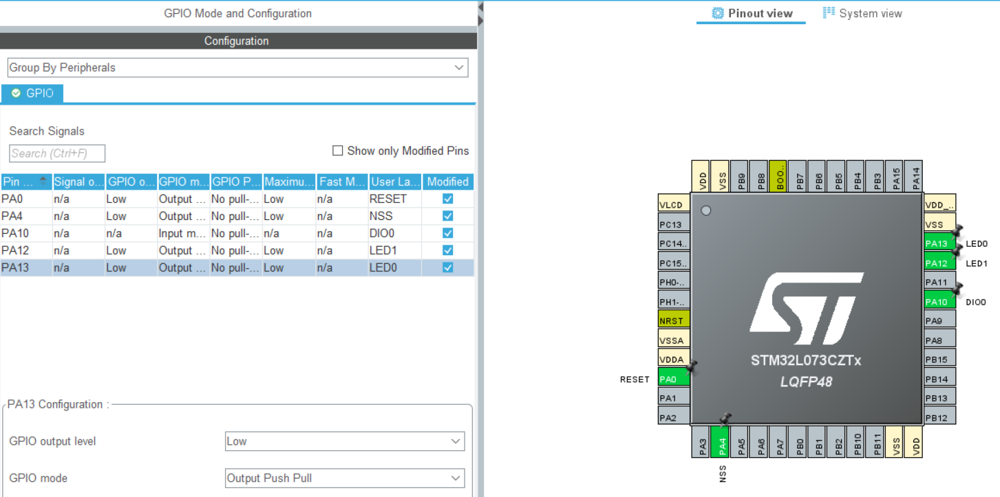 GPIO Mode and Configuration
Configuration
Group By Peripherals
GPIO
Search Signals
Search (Ctrl+F)
Show only Modified Pins
Pin ... Signal o... GPIO o... GPIO m... GPIO P... Maximu... Fast M... User La... Modified
PA0 n/a Low Output ... No pull-... Low n/a RESET
PA4 n/a Low Output ... No pull-... Low n/a NSS
PA10 n/a n/a Input m... No pull-... n/a n/a DIO0
PA12 n/a Low Output ... No pull-... Low n/a LED1
PA13 n/a Low Output ... No pull-... Low n/a LED0
PA13 Configuration :
GPIO output level Low
GPIO mode Output Push Pull
Pinout view System view
VDD VSS PB9 PB8 BOO.. PB7 PB6 PB5 PB4 PB3 PA15 PA14
VLCD
PC13
PC14..
PC15..
PH0-..
PH1-..
NRST
VSSA
VDDA
RESET PA0
PA1
PA2
ST
STM32L073CZTx
LQFP48
VDD_..
VSS
PA13 LED0
PA12 LED1
PA11
PA10 DIO0
PA9
PA8
PB15
PB14
PB13
PB12
PA3 PA4 PA5 PA6 PA7 PB0 PB1 PB2 PB10 PB11 VSS VDD
NSS